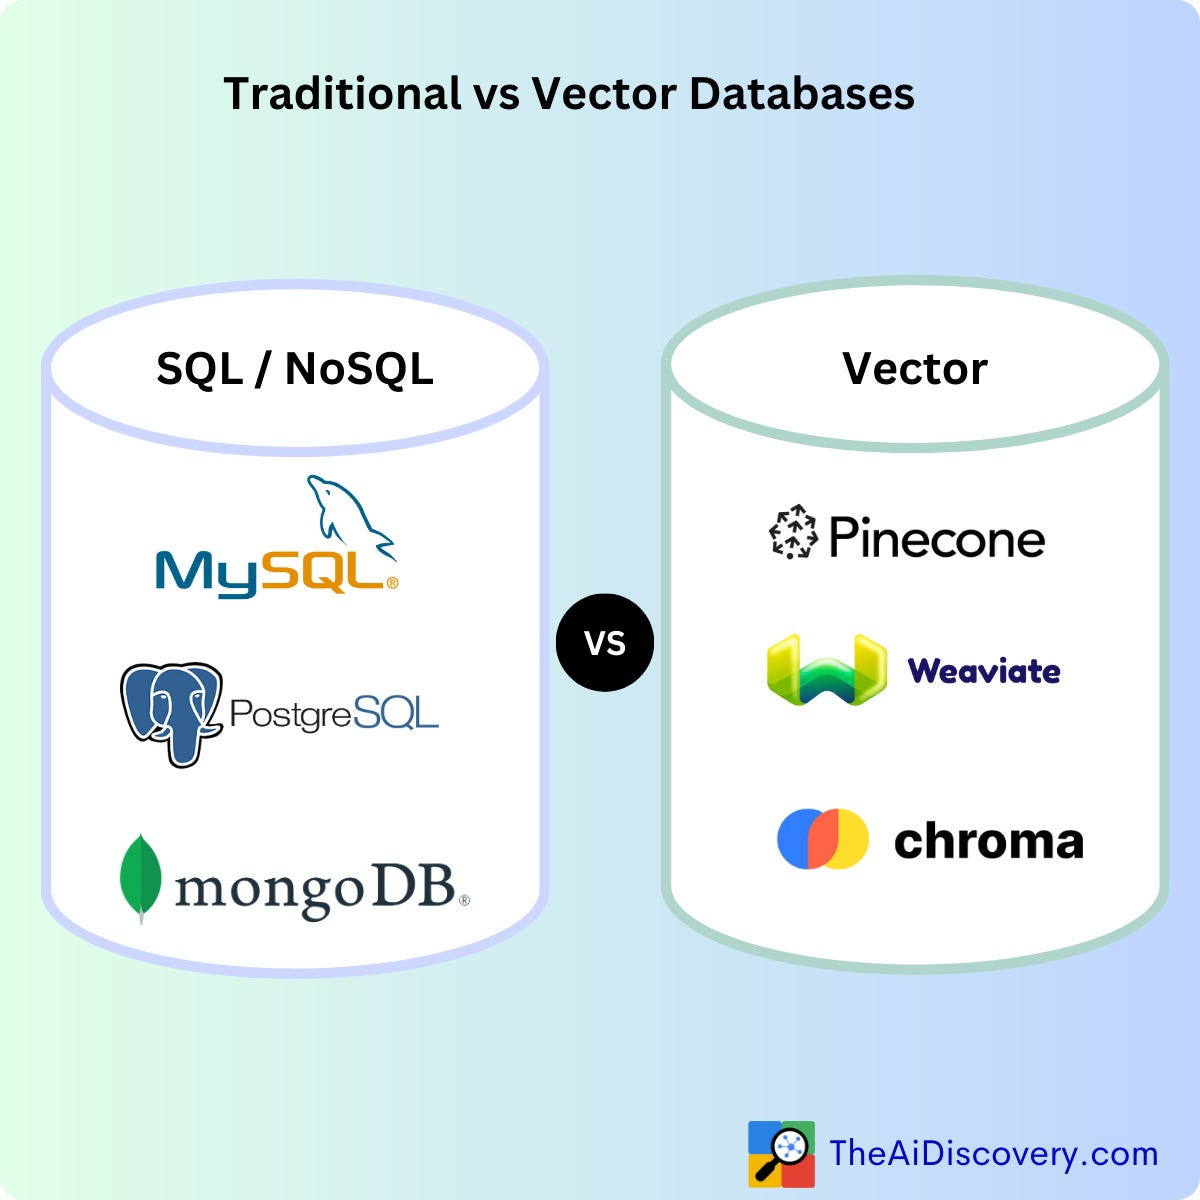 Traditional vs Vector Databases
SQL / NoSQL
MySQL®
PostgreSQL
mongoDB®
VS
Vector
Pinecone
Weaviate
chroma
TheAiDiscovery.com